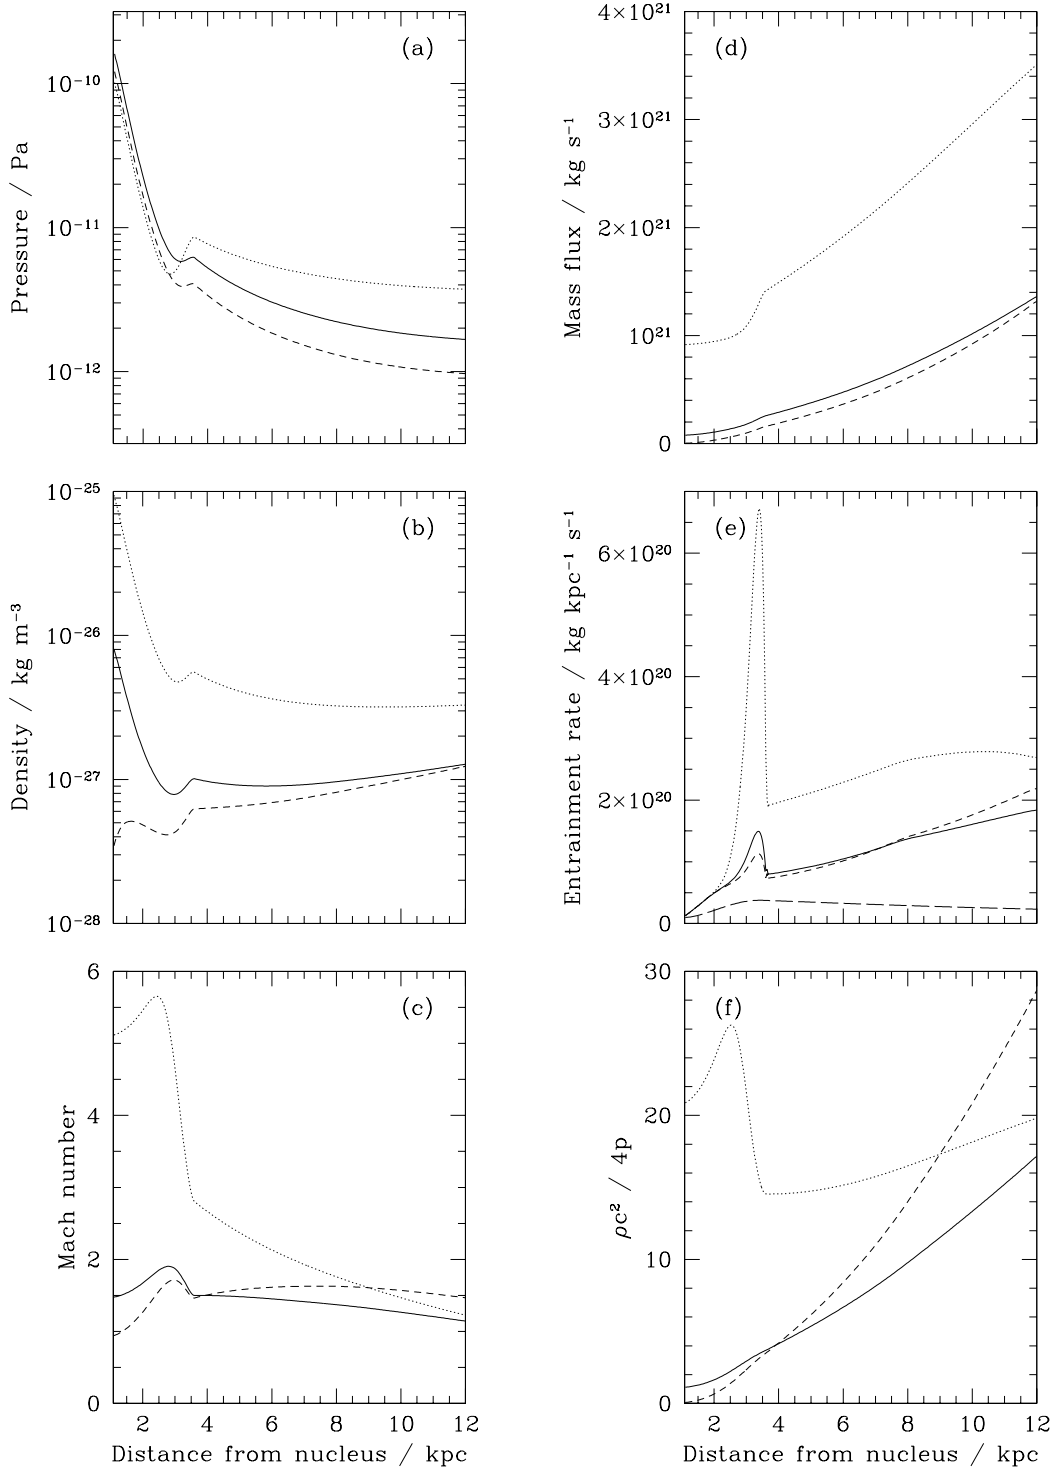 (a)
10⁻¹⁰
10⁻¹¹
10⁻¹²
Pressure / Pa
(d)
4×10²¹
3×10²¹
2×10²¹
10²¹
0
Mass flux / kg s⁻¹
(b)
10⁻²⁵
10⁻²⁶
10⁻²⁷
10⁻²⁸
Density / kg m⁻³
(e)
6×10²⁰
4×10²⁰
2×10²⁰
0
Entrainment rate / kg kpc⁻¹ s⁻¹
(c)
6
4
2
0
Mach number
2 4 6 8 10 12
Distance from nucleus / kpc
(f)
30
20
10
0
ρc² / 4p
2 4 6 8 10 12
Distance from nucleus / kpc